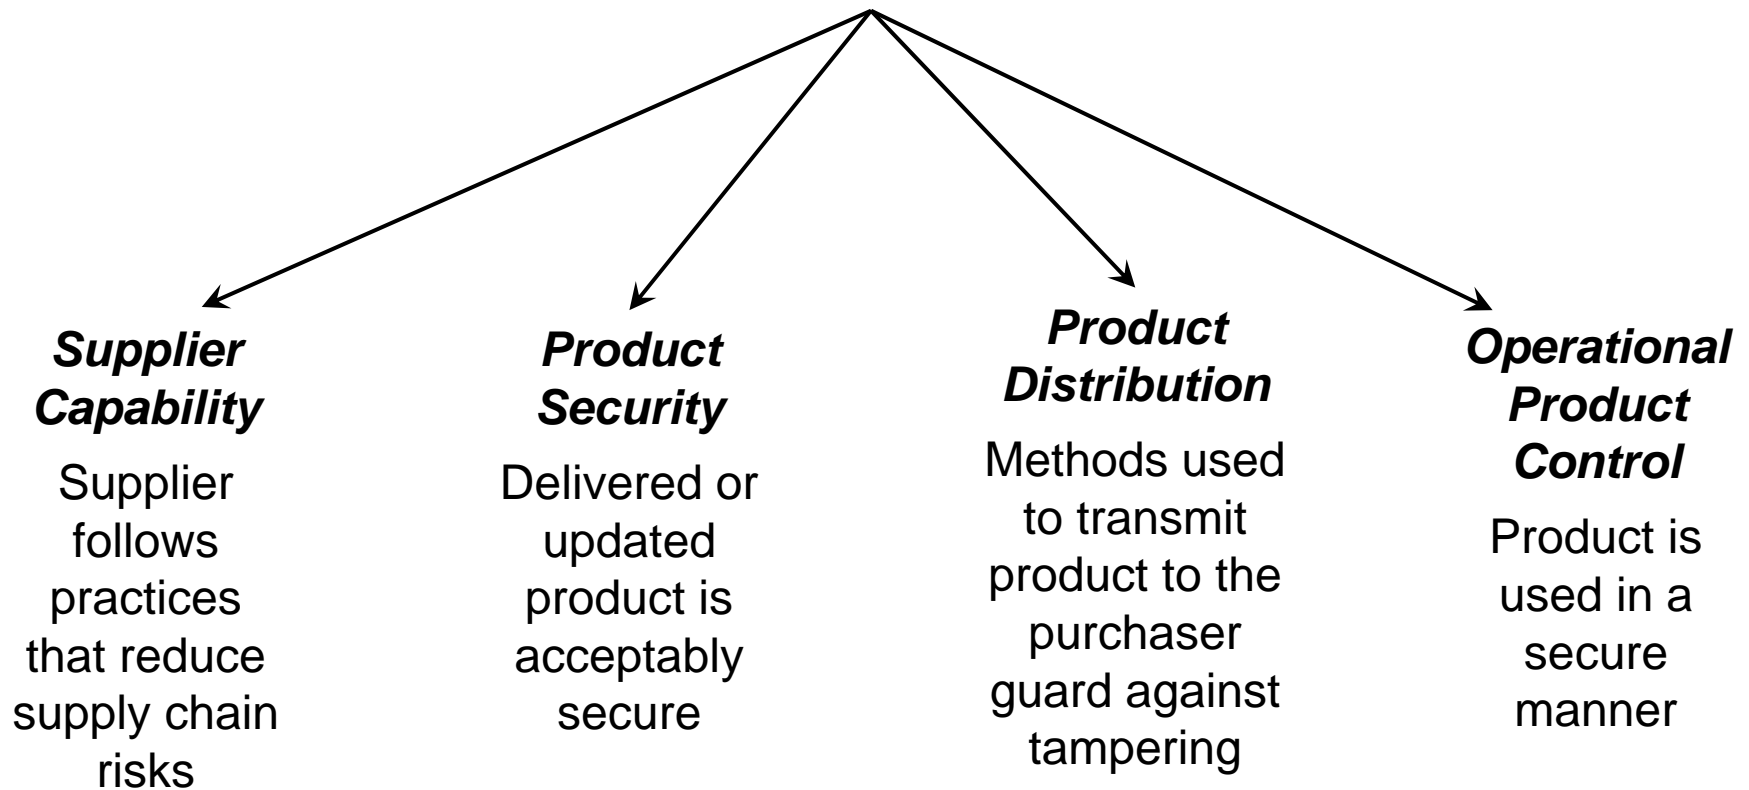 Supplier
Capability
Supplier
follows
practices
that reduce
supply chain
risks
Product
Security
Delivered or
updated
product is
acceptably
secure
Product
Distribution
Methods used
to transmit
product to the
purchaser
guard against
tampering
Operational
Product
Control
Product is
used in a
secure
manner